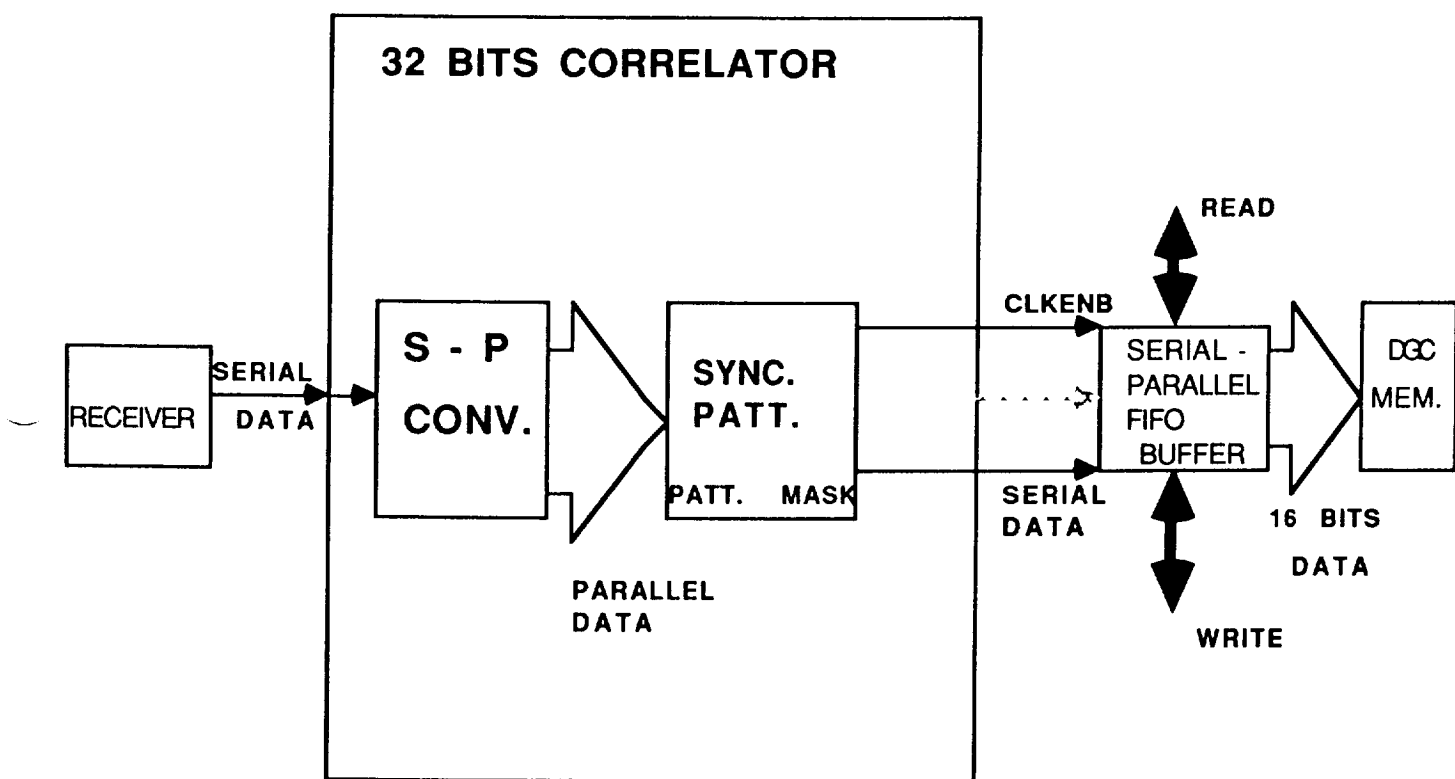 32 BITS CORRELATOR
RECEIVER
SERIAL
DATA
S - P
CONV.
PARALLEL
DATA
SYNC.
PATT.
PATT. MASK
CLKENB
SERIAL
DATA
READ
SERIAL -
PARALLEL
FIFO
BUFFER
WRITE
16 BITS
DATA
DGC
MEM.